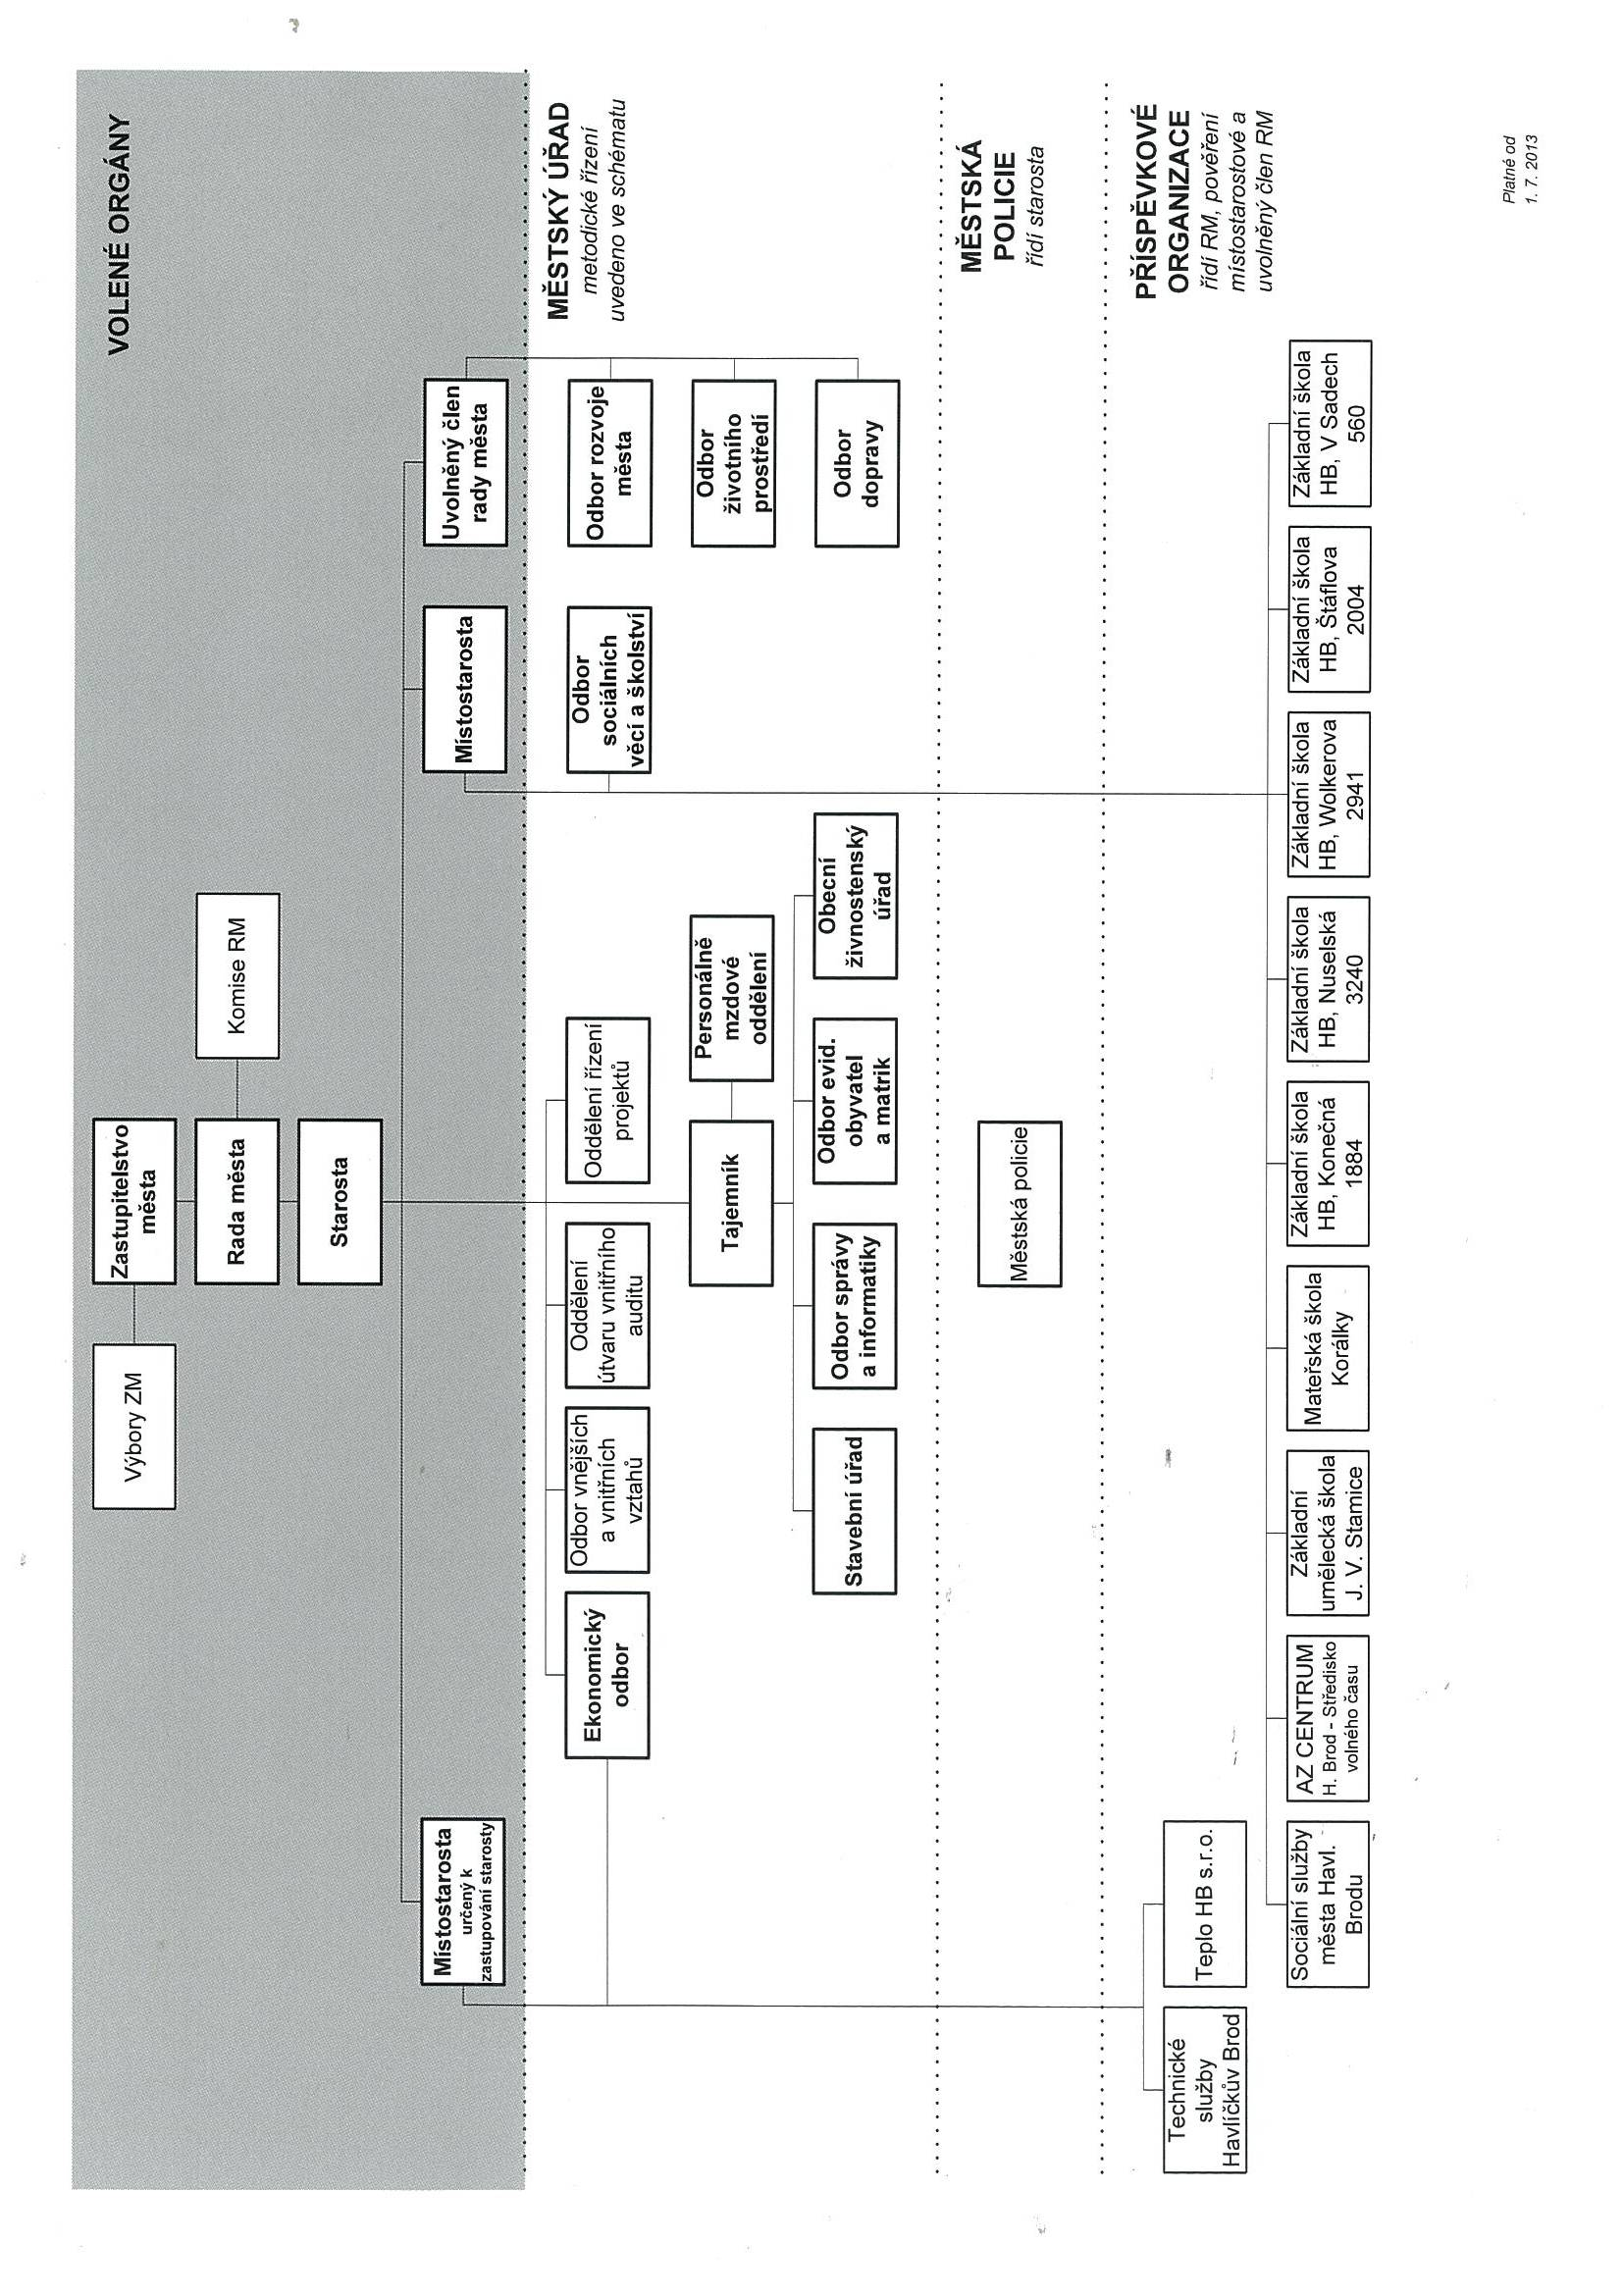 VOLENÉ ORGÁNY
Výbory ZM
Zastupitelstvo
města
Rada města
Komise RM
Starosta
Místostarosta
určený k
zastupování starosty
Místostarosta
Uvolněný člen
rady města
MĚSTSKÝ ÚŘAD
metodické řízení
uvedeno ve schématu
Ekonomický
odbor
Odbor vnějších
a vnitřních
vztahů
Oddělení
útvaru vnitřního
auditu
Oddělení řízení
projektů
Odbor
sociálních
věcí a školství
Odbor rozvoje
města
Tajemník
Personálně
mzdové
oddělení
Odbor
životního
prostředí
Stavební úřad
Odbor správy
a informatiky
Odbor evid.
obyvatel
a matrik
Obecní
živnostenský
úřad
Odbor
dopravy
MĚSTSKÁ
POLICIE
řídí starosta
Městská policie
PŘÍSPĚVKOVÉ
ORGANIZACE
řídí RM, pověření
místostarostové a
uvolněný člen RM
Technické
služby
Havlíčkův Brod
Teplo HB s.r.o.
Sociální služby
města Havl.
Brodu
AZ CENTRUM
H. Brod - Středisko
volného času
Základní
umělecká škola
J. V. Stamice
Mateřská škola
Korálky
Základní škola
HB, Konečná
1884
Základní škola
HB, Nuselská
3240
Základní škola
HB, Wolkerova
2941
Základní škola
HB, Štáflova
2004
Základní škola
HB, V Sadech
560
Platné od
1. 7. 2013